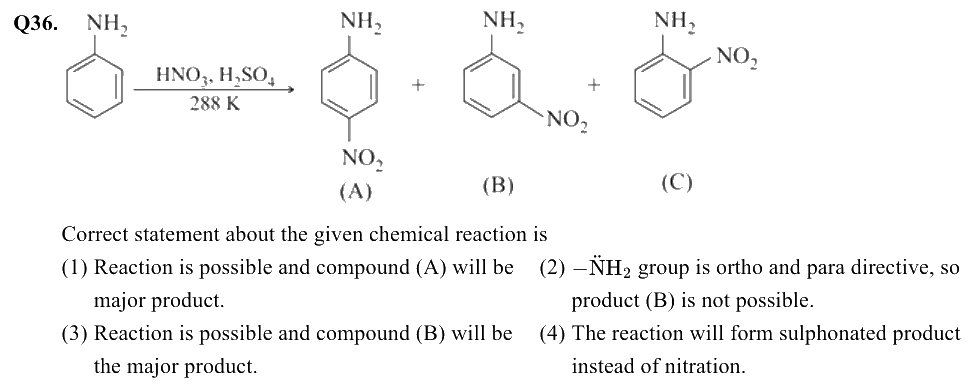 Q36. NH₂ NH₂ NH₂ NH₂
HNO₃, H₂SO₄ + + NO₂
288 K
NO₂
NO₂
(A) (B) (C)
Correct statement about the given chemical reaction is
(1) Reaction is possible and compound (A) will be major product.
(2) –N̈H₂ group is ortho and para directive, so product (B) is not possible.
(3) Reaction is possible and compound (B) will be the major product.
(4) The reaction will form sulphonated product instead of nitration.